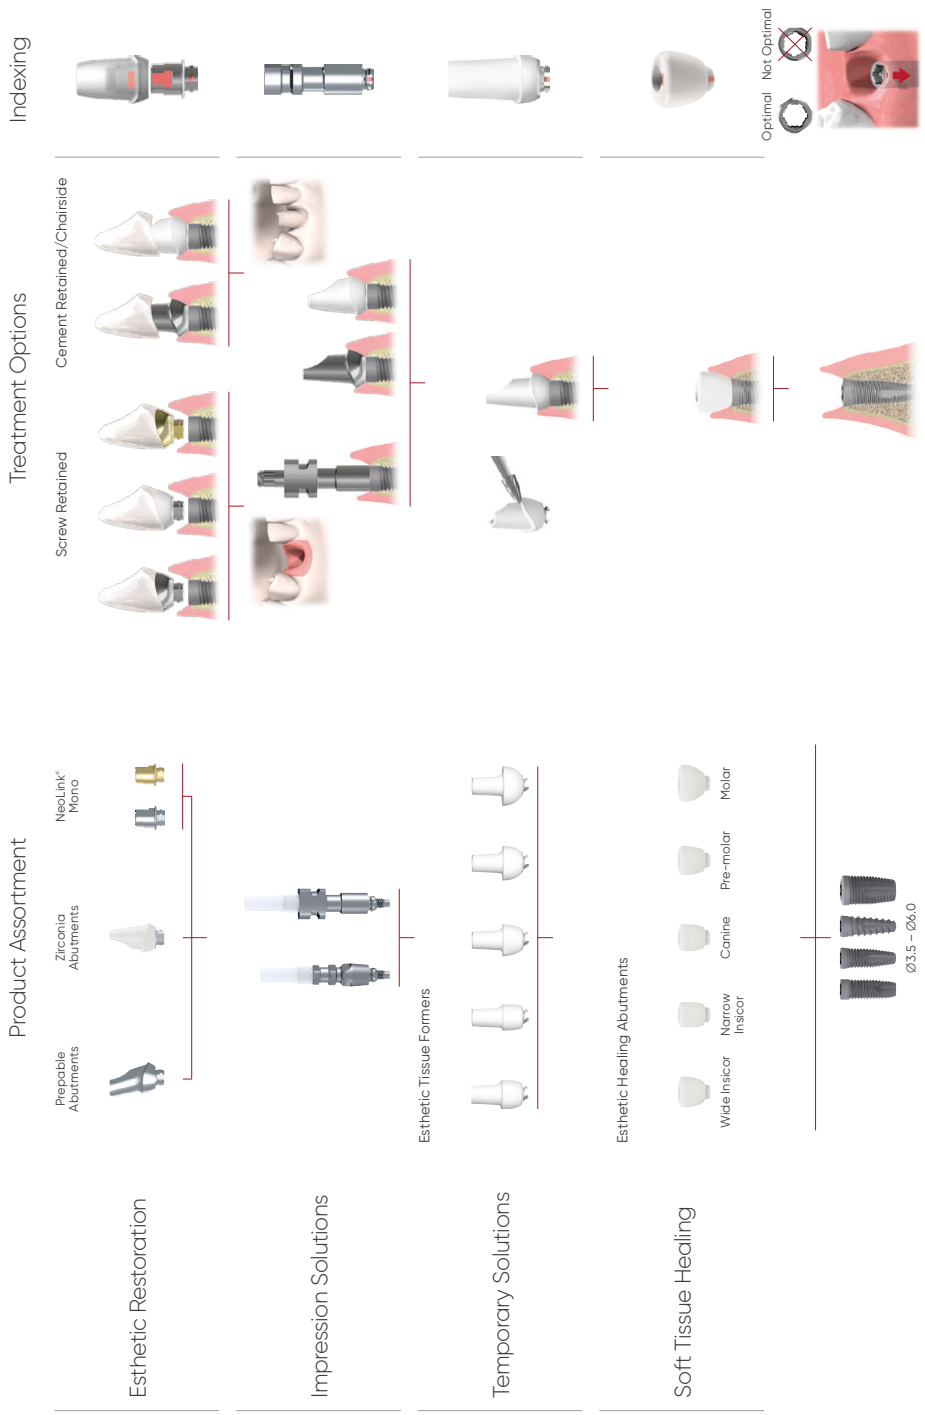 Product Assortment
Treatment Options
Indexing
Esthetic Restoration
Prepable
Abutments
Zirconia
Abutments
NeoLink®
Mono
Screw Retained
Cement Retained/Chairside
Impression Solutions
Temporary Solutions
Esthetic Tissue Formers
Soft Tissue Healing
Esthetic Healing Abutments
Wide Insicor
Narrow
Insicor
Canine
Pre-molar
Molar
Optimal
Not Optimal
Ø3.5 – Ø6.0